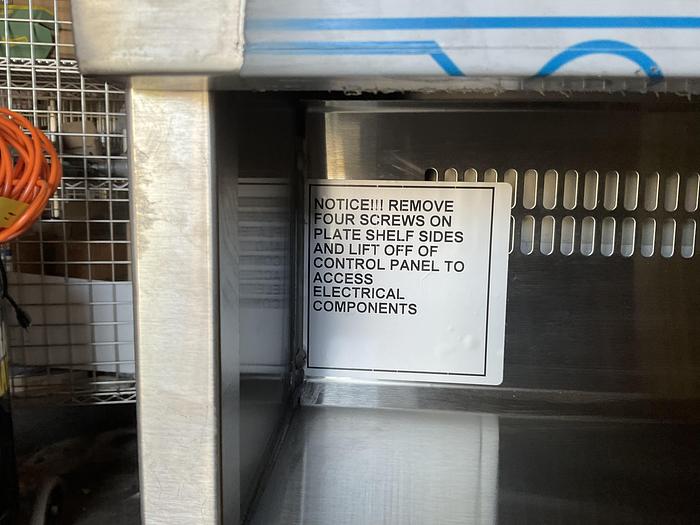 NOTICE!!! REMOVE
FOUR SCREWS ON
PLATE SHELF SIDES
AND LIFT OFF OF
CONTROL PANEL TO
ACCESS
ELECTRICAL
COMPONENTS